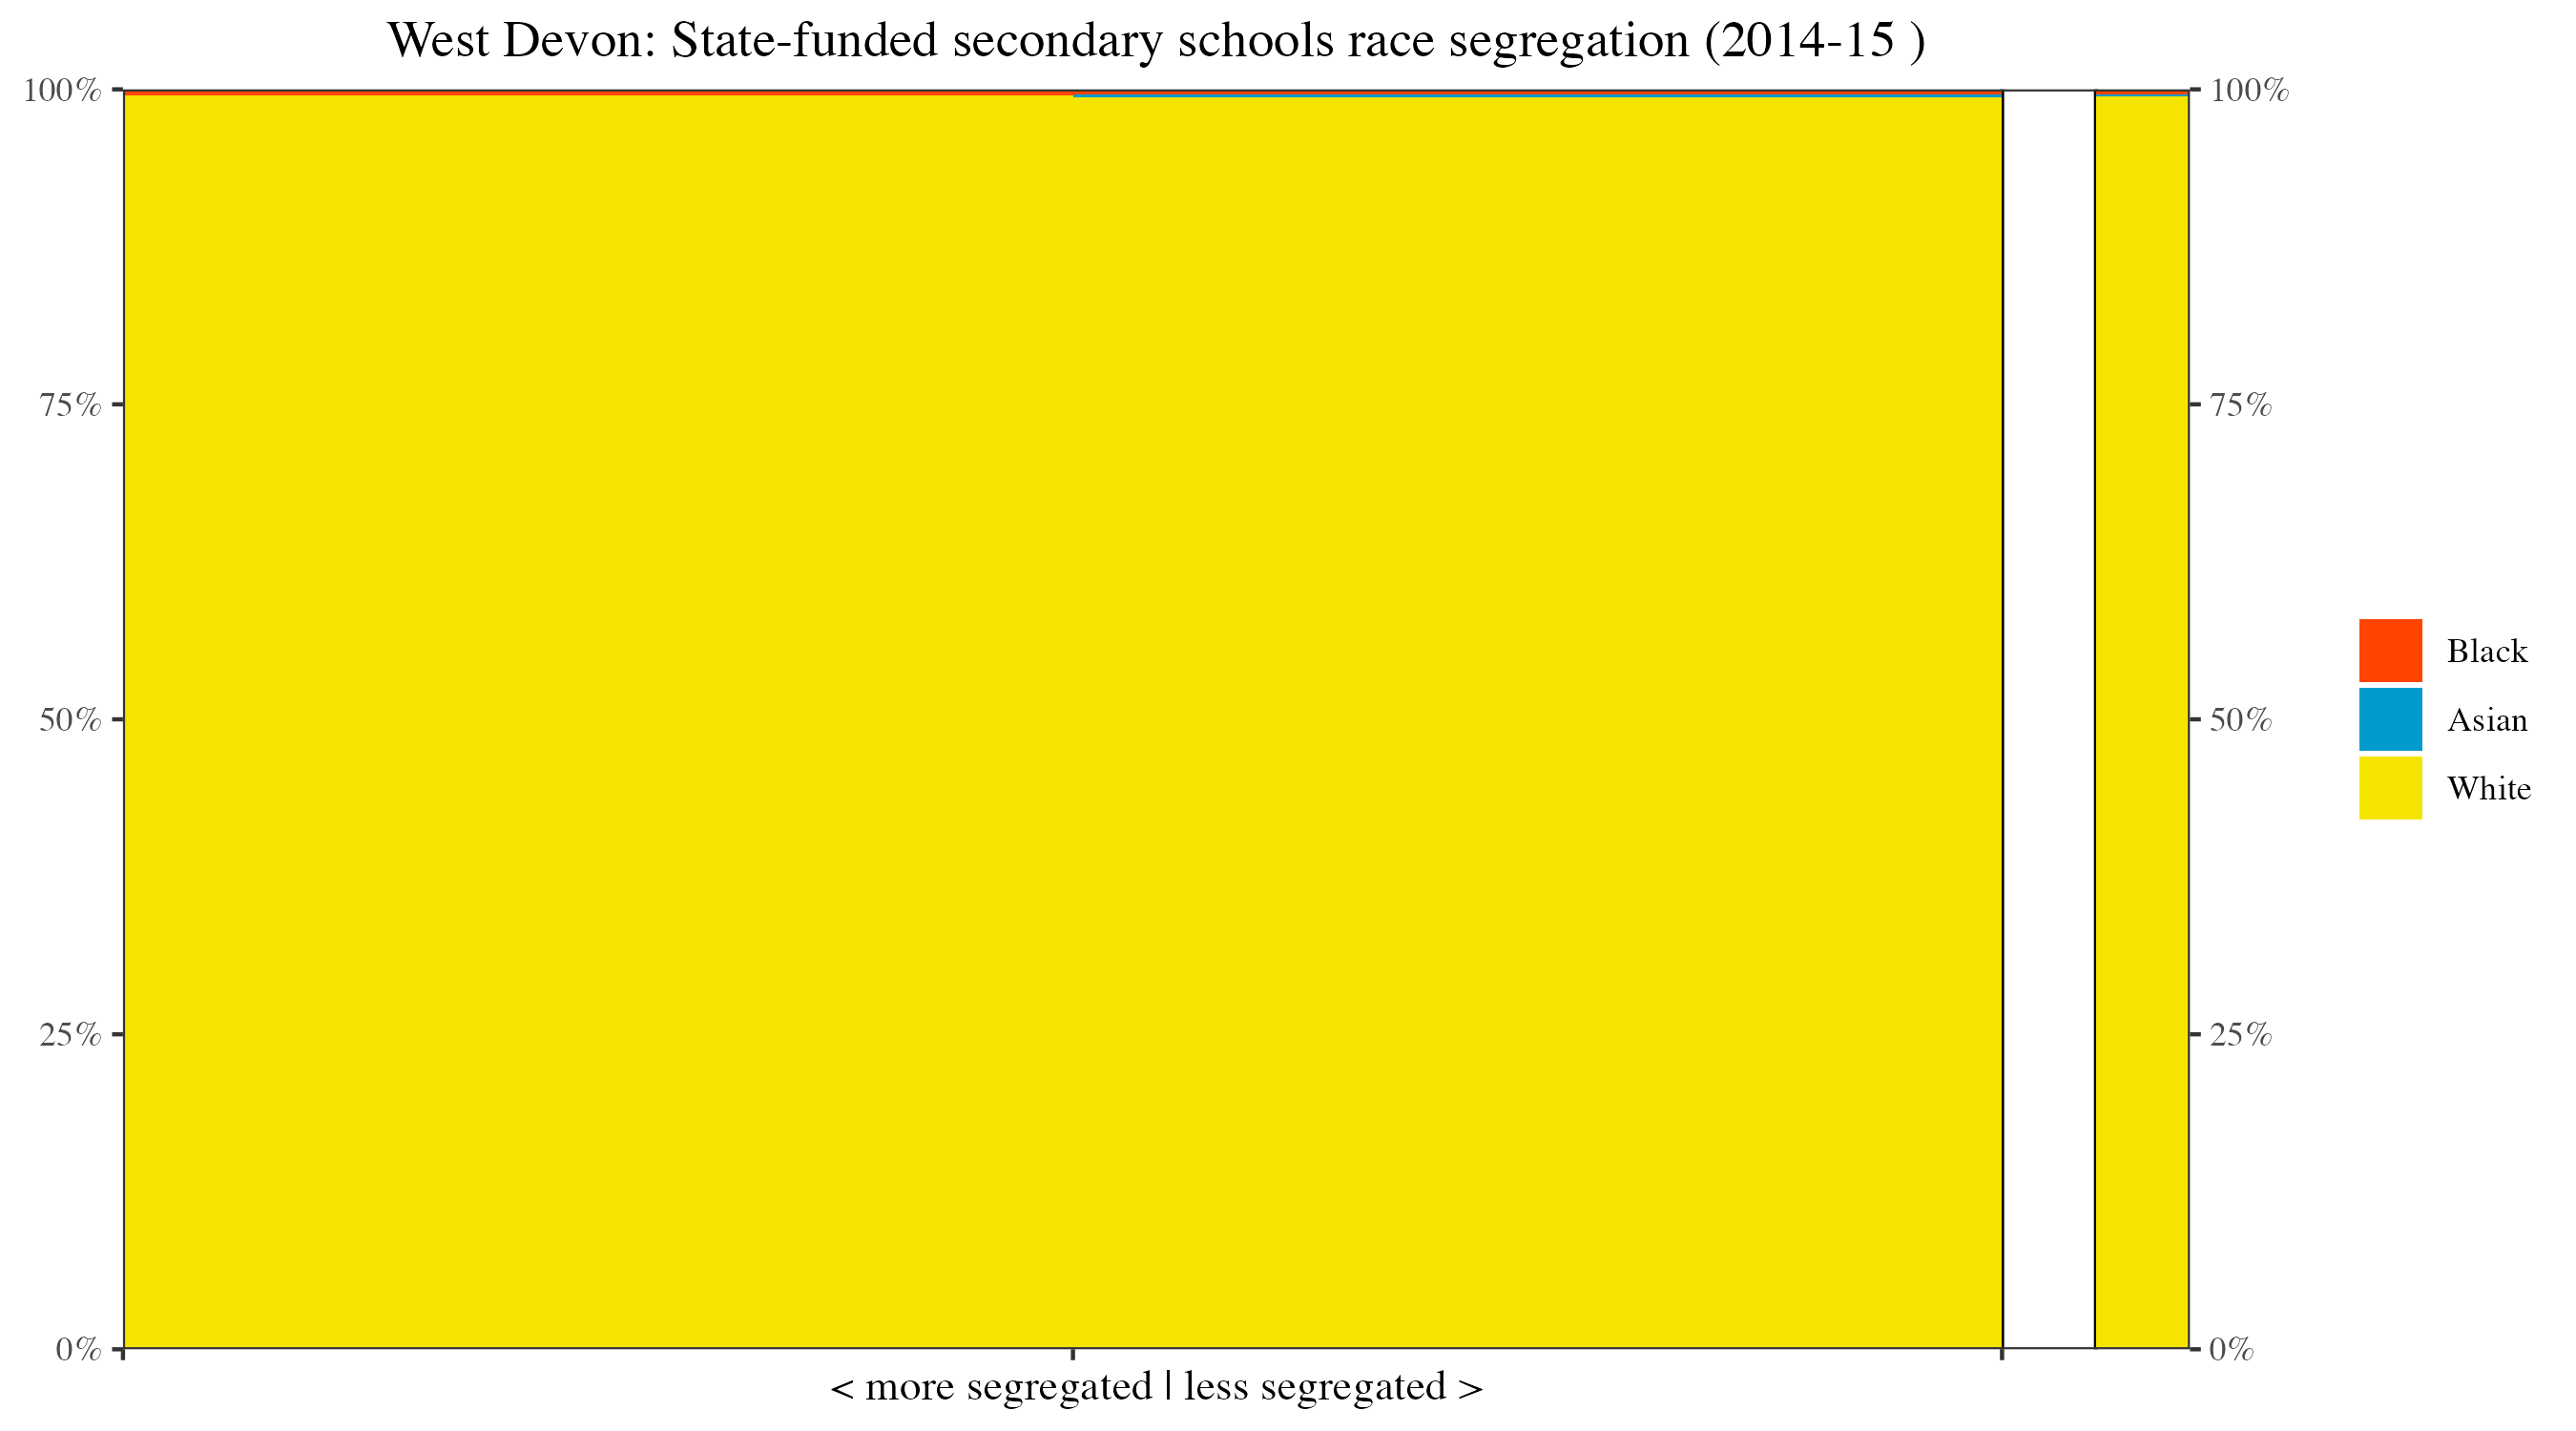 West Devon: State-funded secondary schools race segregation (2014-15 )
100%
75%
50%
25%
0%
100%
75%
50%
25%
0%
Black
Asian
White
< more segregated | less segregated >